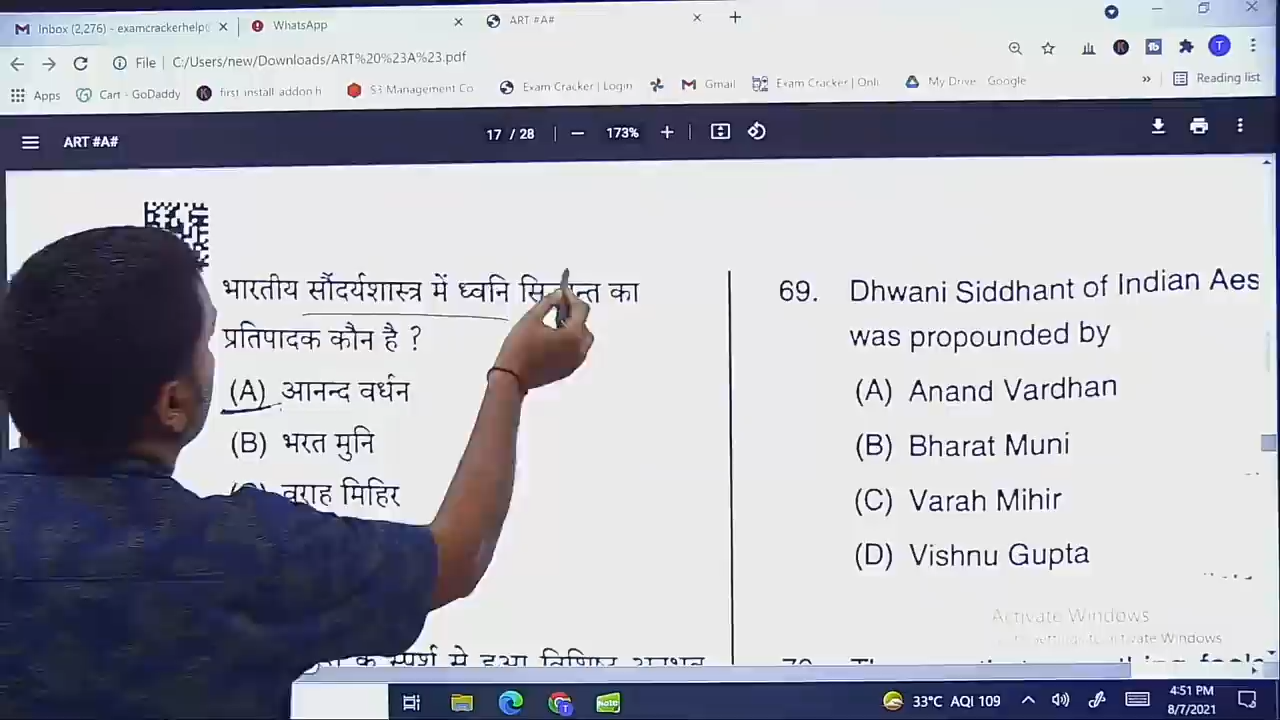 Inbox (2,276) - examcrackerhelp
WhatsApp
ART #A#
File | C:/Users/new/Downloads/ART%20%23A%23.pdf
Apps
Cart - GoDaddy
first install addon h
S3 Management Co
Exam Cracker | Login
Gmail
Exam Cracker | Onli
My Drive
Google
»
Reading list
ART #A#
17 / 28
173%
भारतीय सौंदर्यशास्त्र में ध्वनि का
प्रतिपादक कौन है ?
(A) आनन्द वर्धन
(B) भरत मुनि
वराह मिहिर
69. Dhwani Siddhant of Indian Aes
was propounded by
(A) Anand Vardhan
(B) Bharat Muni
(C) Varah Mihir
(D) Vishnu Gupta
Activate Windows
33°C AQI 109
4:51 PM
8/7/2021